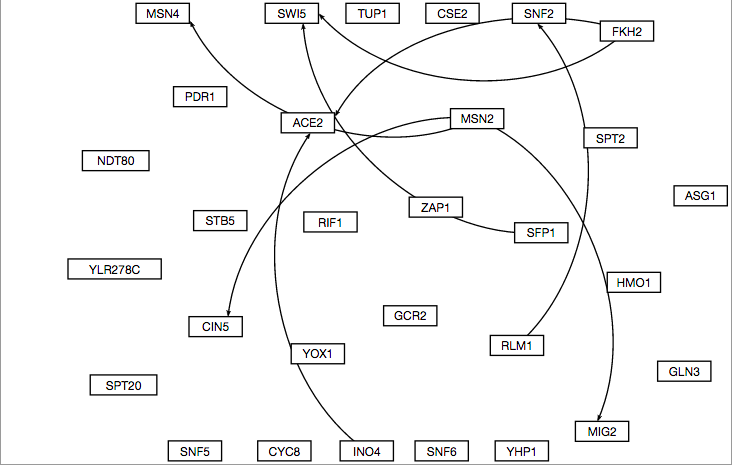 MSN4
SWI5
TUP1
CSE2
SNF2
FKH2
PDR1
ACE2
MSN2
SPT2
NDT80
ASG1
STB5
RIF1
ZAP1
SFP1
YLR278C
HMO1
CIN5
GCR2
YOX1
RLM1
GLN3
SPT20
MIG2
SNF5
CYC8
INO4
SNF6
YHP1